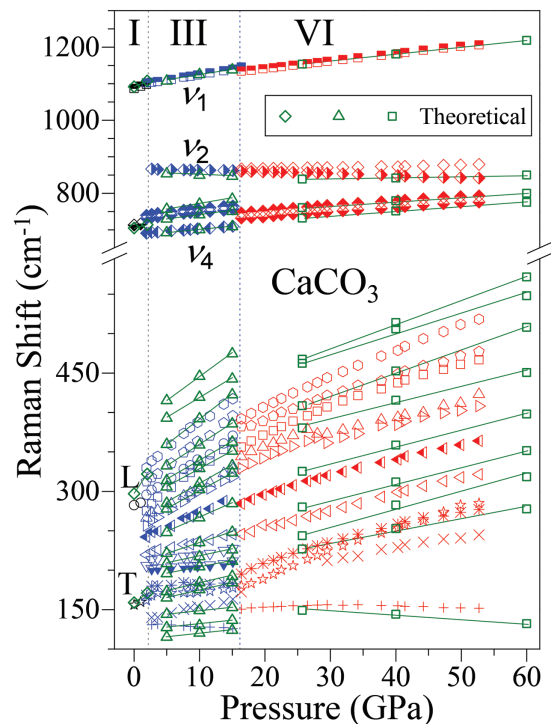 I III VI
1200
ν1
1100
Theoretical
ν2
800
ν4
CaCO3
Raman Shift (cm-1)
450
L
300
T
150
0 10 20 30 40 50 60
Pressure (GPa)